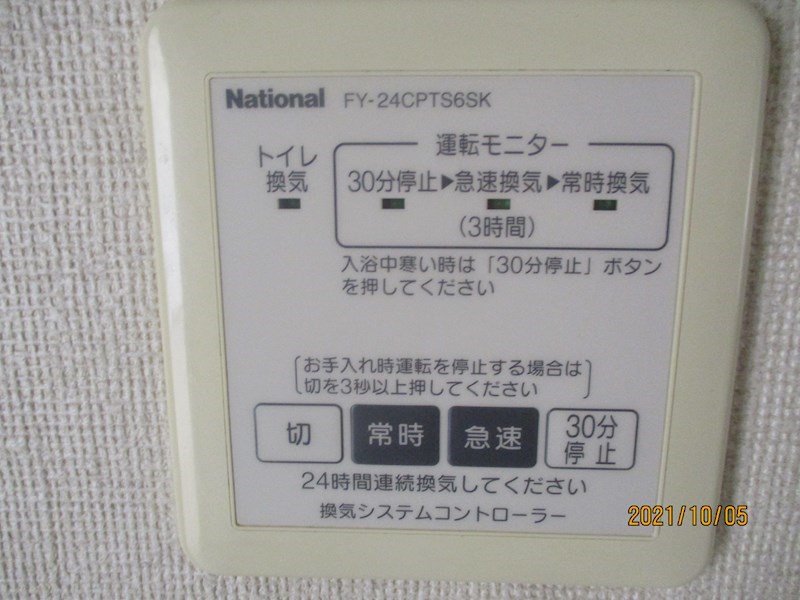 National FY-24CPTS6SK
運転モニター
トイレ
換気
30分停止▶急速換気▶常時換気
(3時間)
入浴中寒い時は「30分停止」ボタン
を押してください
お手入れ時運転を停止する場合は
切を3秒以上押してください
切 常時 急速 30分
停止
24時間連続換気してください
換気システムコントローラー
2021/10/05